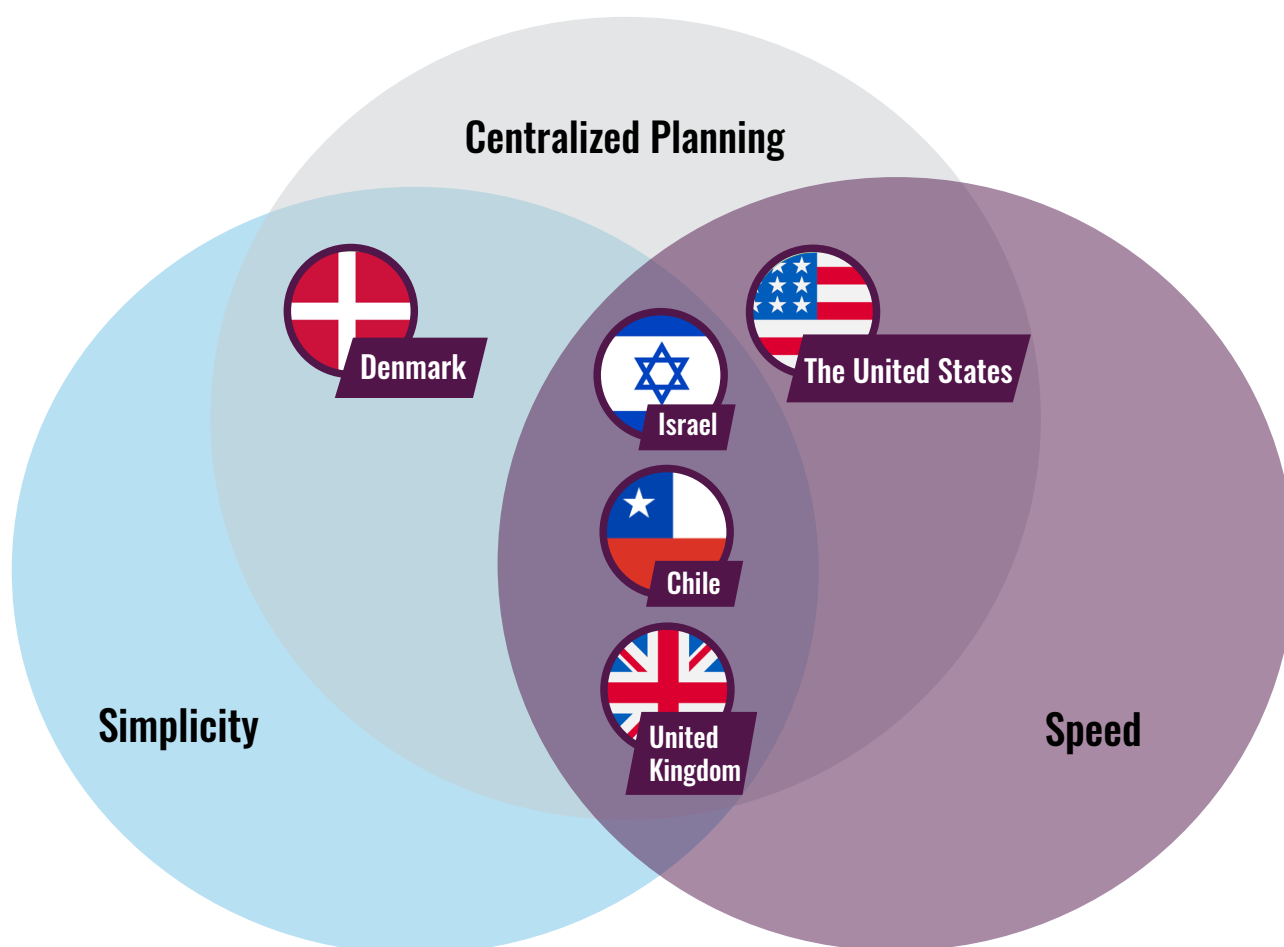 Centralized Planning
Denmark
The United States
Israel
Chile
United
Kingdom
Simplicity
Speed